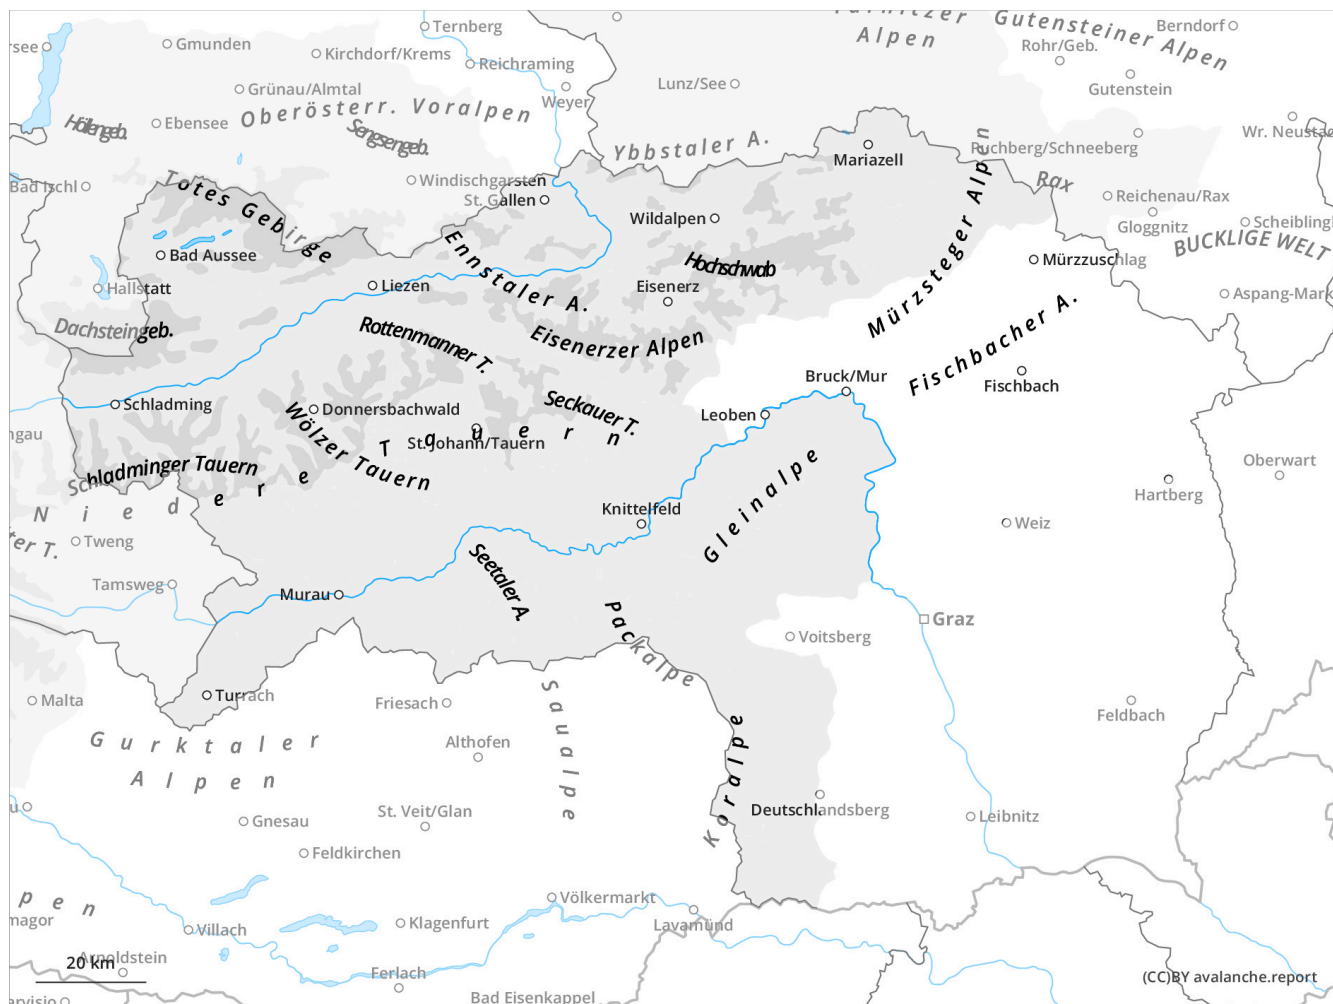 Ternberg
Gutensteiner Alpen
Berndorf
Alpen
Rohr/Geb.
Gmunden
Kirchdorf/Krems
Reichraming
Gutenstein
Lunz/See
Grünau/Almtal
Weyer
Oberösterr. Voralpen
Ebensee
Höllengeb.
Sengsengeb.
Ybbstaler A.
Mariazell
Puchberg/Schneeberg
Bad Ischl
Windischgarsten
Totes Gebirge
St. Gallen
Wildalpen
Rax
Reichenau/Rax
Gloggnitz
BUCKLIGE WELT
Bad Aussee
Ennstaler A.
Hochschwab
Mürzsteger Alpen
Mürzzuschlag
Hallstatt
Liezen
Eisenerz
Dachsteingeb.
Rottenmanner T.
Eisenerzer Alpen
Fischbacher A.
Bruck/Mur
Fischbach
Schladming
Donnersbachwald
Seckauer T.
Leoben
Wölzer Tauern
St. Johann/Tauern
Schladminger Tauern
Niedere Tauern
Gleinalpe
Oberwart
Hartberg
Knittelfeld
Weiz
Tweng
Tamsweg
Murau
Seetaler A.
Packalpe
Graz
Voitsberg
Malta
Turrach
Friesach
Saualpe
Koralpe
Feldbach
Gurktaler
Alpen
Althofen
St. Veit/Glan
Gnesau
Deutschlandsberg
Leibnitz
Feldkirchen
Völkermarkt
Klagenfurt
Lavamünd
Villach
Arnoldstein
20 km
Ferlach
Bad Eisenkappel
(CC)BY avalanche.report